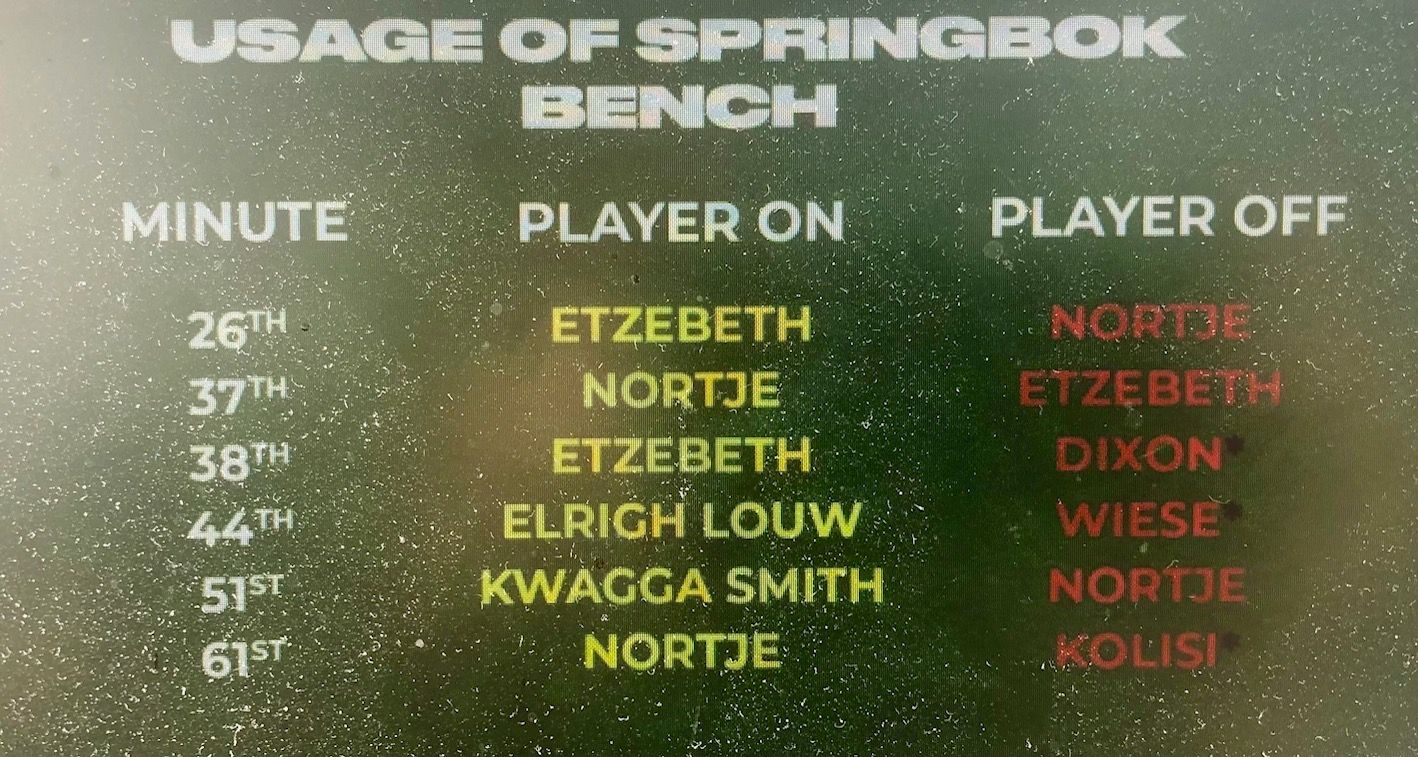 USAGE OF SPRINGBOK
BENCH
MINUTE PLAYER ON PLAYER OFF
26TH ETZEBETH NORTJE
37TH NORTJE ETZEBETH
38TH ETZEBETH DIXON*
44TH ELRIGH LOUW WIESE*
51ST KWAGGA SMITH NORTJE
61ST NORTJE KOLISI*